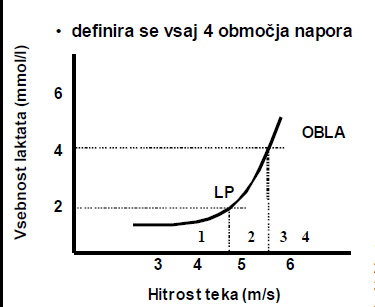 • definira se vsaj 4 območja napora
Vsebnost laktata (mmol/l)
6
4
2
OBLA
LP
1 2 3 4
3 4 5 6
Hitrost teka (m/s)